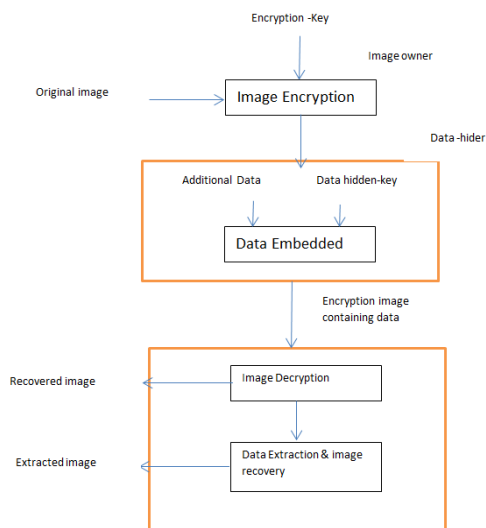 Encryption -Key
Image owner
Original image
Image Encryption
Data -hider
Additional Data
Data hidden-key
Data Embedded
Encryption image
containing data
Image Decryption
Recovered image
Data Extraction & image
recovery
Extracted image